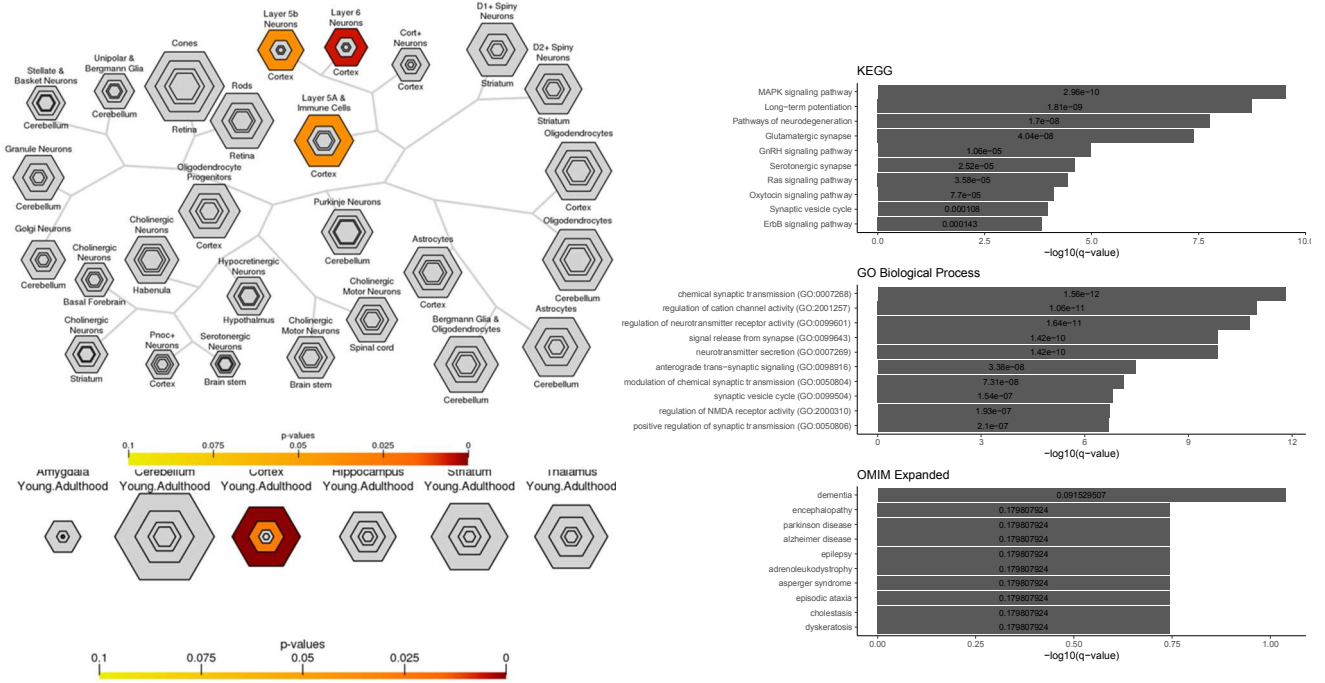 Layer 5b
Neurons
Cortex
Layer 6
Neurons
Cortex
Cort+
Neurons
Cortex
D1+ Spiny
Neurons
Striatum
D2+ Spiny
Neurons
Striatum
Cones
Retina
Unipolar &
Bergmann Glia
Cerebellum
Stellate &
Basket Neurons
Cerebellum
Rods
Retina
Layer 5A &
Immune Cells
Cortex
Oligodendrocytes
Cortex
Granule Neurons
Cerebellum
Oligodendrocyte
Progenitors
Cortex
Purkinje Neurons
Cerebellum
Oligodendrocytes
Cerebellum
Golgi Neurons
Cerebellum
Cholinergic
Neurons
Habenula
Cholinergic
Neurons
Basal Forebrain
Hypocretinergic
Neurons
Hypothalmus
Astrocytes
Cortex
Cholinergic
Motor Neurons
Spinal cord
Cholinergic
Neurons
Striatum
Pnoc+
Neurons
Cortex
Serotonergic
Neurons
Brain stem
Cholinergic
Motor Neurons
Brain stem
Bergmann Glia &
Oligodendrocytes
Cerebellum
Astrocytes
Cerebellum
p-values
0.1 0.075 0.05 0.025 0
Amygdala Cerebellum Cortex Hippocampus Striatum Thalamus
Young.Adulthood Young.Adulthood Young.Adulthood Young.Adulthood Young.Adulthood Young.Adulthood
p-values
0.1 0.075 0.05 0.025 0
KEGG
MAPK signaling pathway 2.96e−10
Long−term potentiation 1.81e−09
Pathways of neurodegeneration 1.7e−08
Glutamatergic synapse 4.04e−08
GnRH signaling pathway 1.06e−05
Serotonergic synapse 2.52e−05
Ras signaling pathway 3.58e−05
Oxytocin signaling pathway 7.7e−05
Synaptic vesicle cycle 0.000108
ErbB signaling pathway 0.000143
0.0 2.5 5.0 7.5 10.0
−log10(q−value)
GO Biological Process
chemical synaptic transmission (GO:0007268) 1.56e−12
regulation of cation channel activity (GO:2001257) 1.06e−11
regulation of neurotransmitter receptor activity (GO:0099601) 1.64e−11
signal release from synapse (GO:0099643) 1.42e−10
neurotransmitter secretion (GO:0007269) 1.42e−10
anterograde trans−synaptic signaling (GO:0098916) 3.38e−08
modulation of chemical synaptic transmission (GO:0050804) 7.31e−08
synaptic vesicle cycle (GO:0099504) 1.54e−07
regulation of NMDA receptor activity (GO:2000310) 1.93e−07
positive regulation of synaptic transmission (GO:0050806) 2.1e−07
0 3 6 9 12
−log10(q−value)
OMIM Expanded
dementia 0.091529507
encephalopathy 0.179807924
parkinson disease 0.179807924
alzheimer disease 0.179807924
epilepsy 0.179807924
adrenoleukodystrophy 0.179807924
asperger syndrome 0.179807924
episodic ataxia 0.179807924
cholestasis 0.179807924
dyskeratosis 0.179807924
0.00 0.25 0.50 0.75 1.00
−log10(q−value)